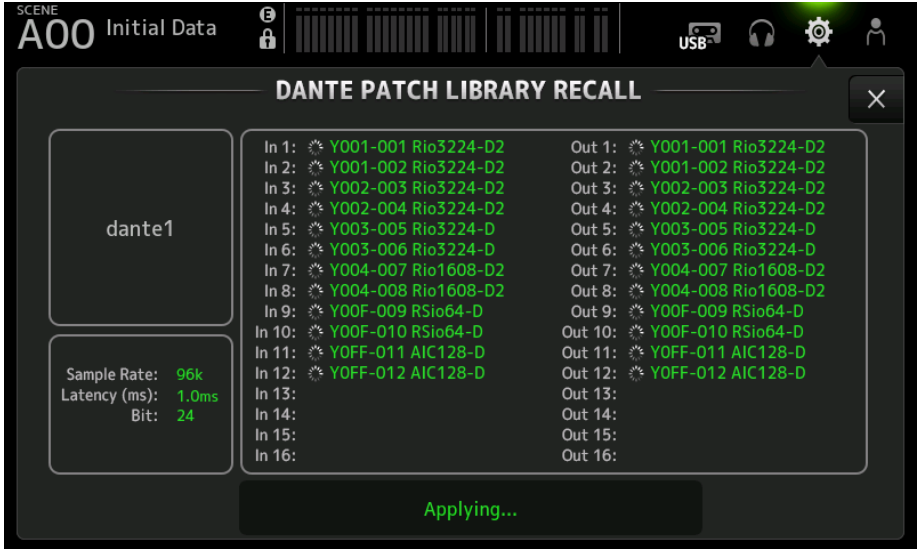 SCENE
A00 Initial Data
E
USB
DANTE PATCH LIBRARY RECALL
dante1
Sample Rate: 96k
Latency (ms): 1.0ms
Bit: 24
In 1: Y001-001 Rio3224-D2
In 2: Y001-002 Rio3224-D2
In 3: Y002-003 Rio3224-D2
In 4: Y002-004 Rio3224-D2
In 5: Y003-005 Rio3224-D
In 6: Y003-006 Rio3224-D
In 7: Y004-007 Rio1608-D2
In 8: Y004-008 Rio1608-D2
In 9: Y00F-009 RSio64-D
In 10: Y00F-010 RSio64-D
In 11: Y0FF-011 AIC128-D
In 12: Y0FF-012 AIC128-D
In 13:
In 14:
In 15:
In 16:
Out 1: Y001-001 Rio3224-D2
Out 2: Y001-002 Rio3224-D2
Out 3: Y002-003 Rio3224-D2
Out 4: Y002-004 Rio3224-D2
Out 5: Y003-005 Rio3224-D
Out 6: Y003-006 Rio3224-D
Out 7: Y004-007 Rio1608-D2
Out 8: Y004-008 Rio1608-D2
Out 9: Y00F-009 RSio64-D
Out 10: Y00F-010 RSio64-D
Out 11: Y0FF-011 AIC128-D
Out 12: Y0FF-012 AIC128-D
Out 13:
Out 14:
Out 15:
Out 16:
Applying...